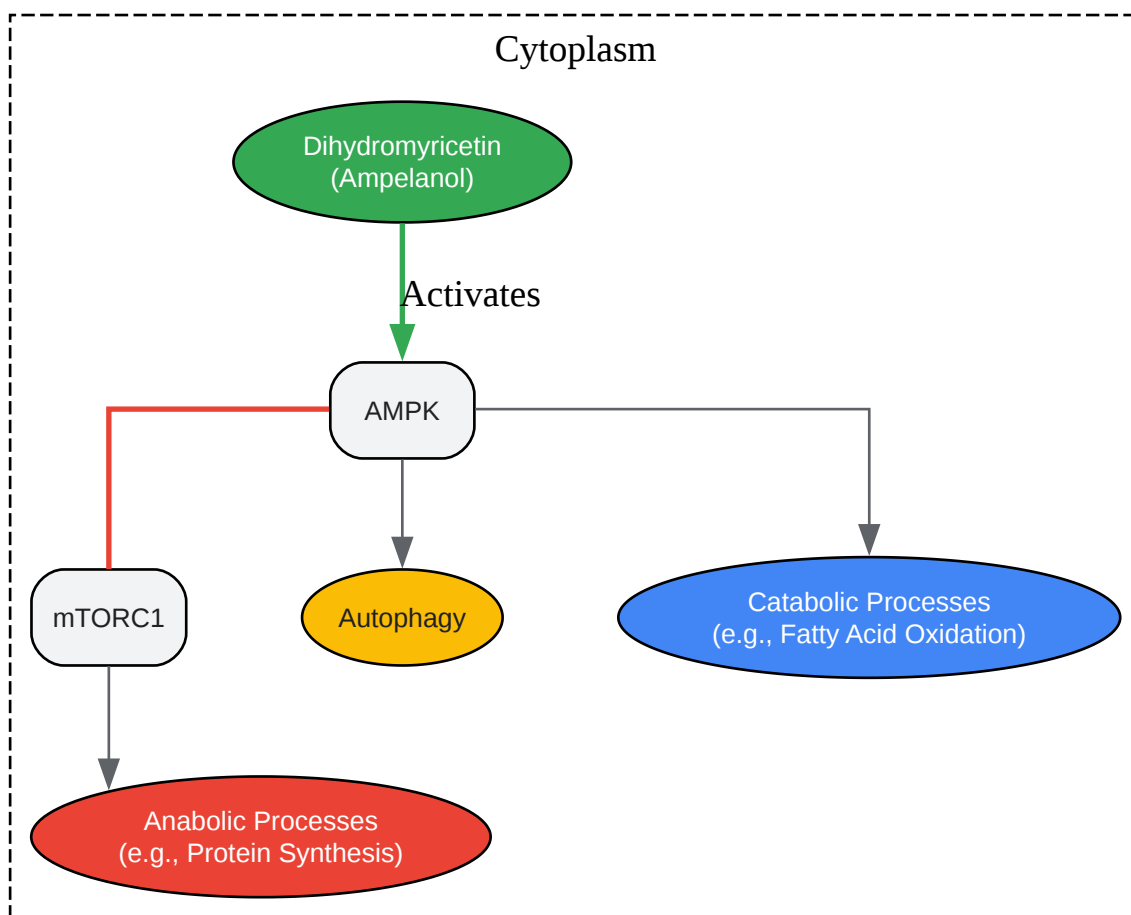 Cytoplasm
Dihydromyricetin
(Ampelanol)
Activates
AMPK
mTORC1
Autophagy
Catabolic Processes
(e.g., Fatty Acid Oxidation)
Anabolic Processes
(e.g., Protein Synthesis)